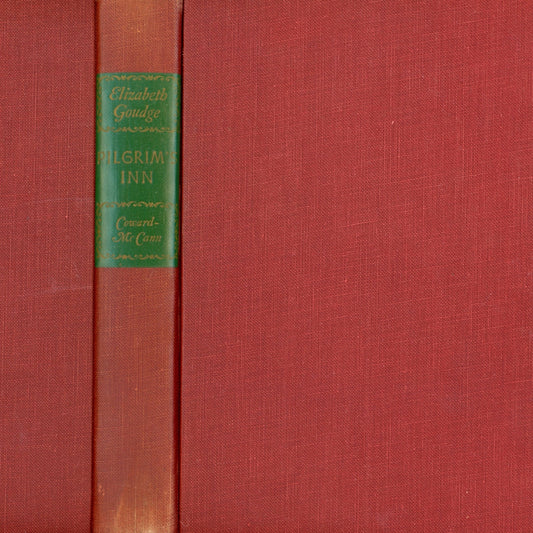 Elizabeth
Goudge
PILGRIM'S
INN
Coward-
McCann